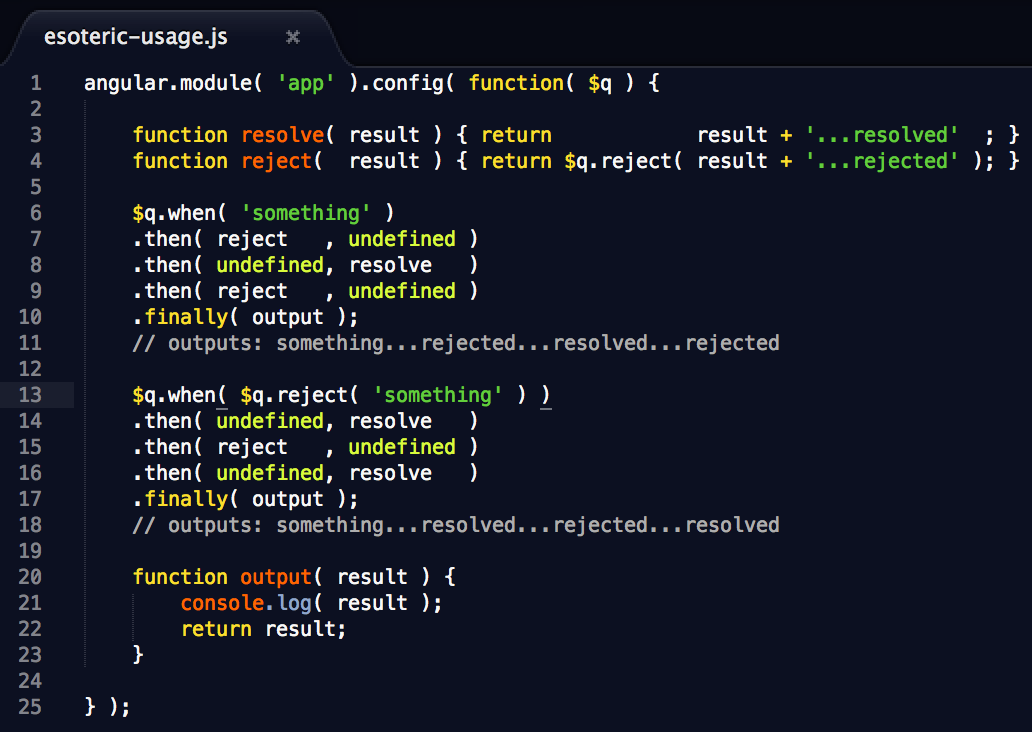 esoteric-usage.js ×
1 angular.module( 'app' ).config( function( $q ) {
2
3     function resolve( result ) { return            result + '...resolved'  ; }
4     function reject(  result ) { return $q.reject( result + '...rejected' ); }
5
6     $q.when( 'something' )
7     .then( reject   , undefined )
8     .then( undefined, resolve   )
9     .then( reject   , undefined )
10     .finally( output );
11     // outputs: something...rejected...resolved...rejected
12
13     $q.when( $q.reject( 'something' ) )
14     .then( undefined, resolve   )
15     .then( reject   , undefined )
16     .then( undefined, resolve   )
17     .finally( output );
18     // outputs: something...resolved...rejected...resolved
19
20     function output( result ) {
21         console.log( result );
22         return result;
23     }
24
25 } );